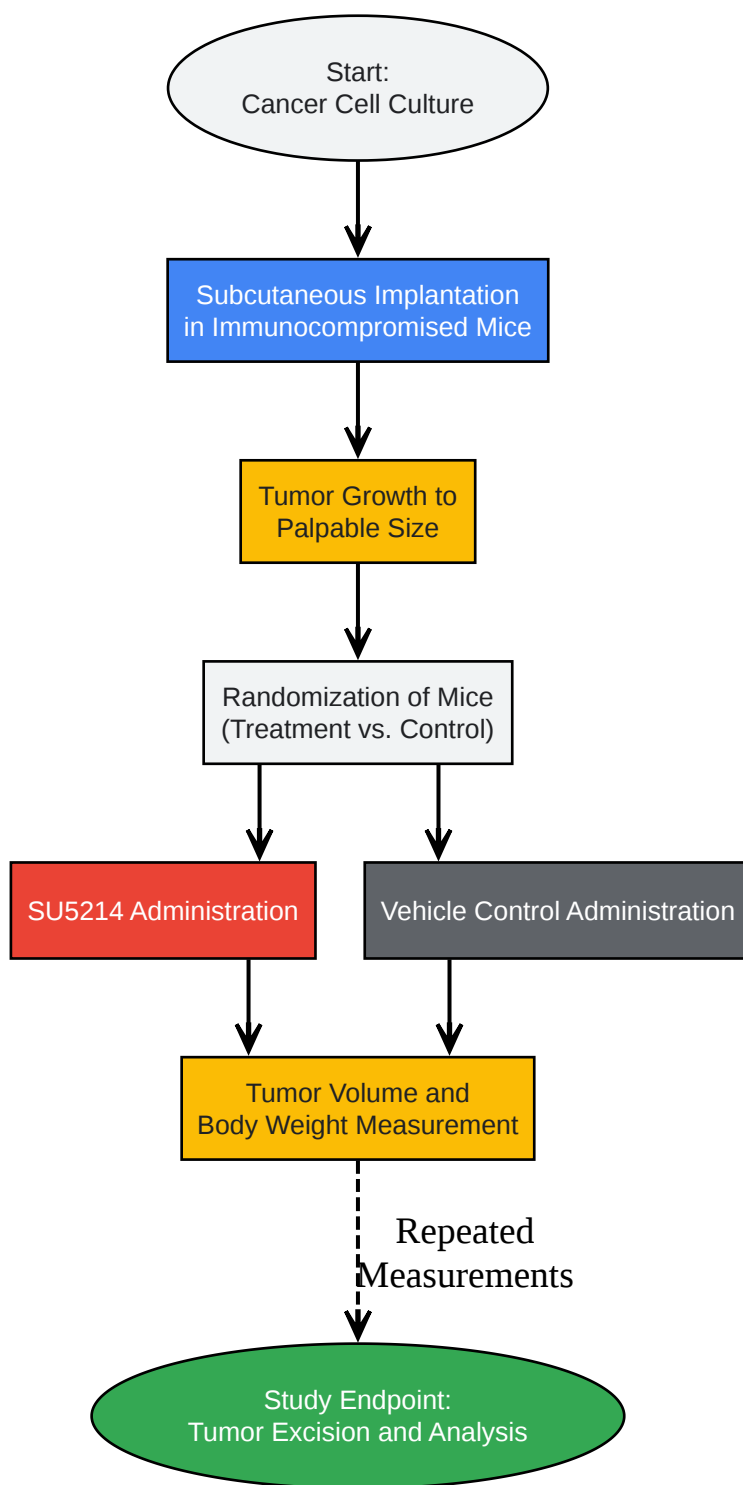 Start:
Cancer Cell Culture
Subcutaneous Implantation
in Immunocompromised Mice
Tumor Growth to
Palpable Size
Randomization of Mice
(Treatment vs. Control)
SU5214 Administration
Vehicle Control Administration
Tumor Volume and
Body Weight Measurement
Repeated
Measurements
Study Endpoint:
Tumor Excision and Analysis